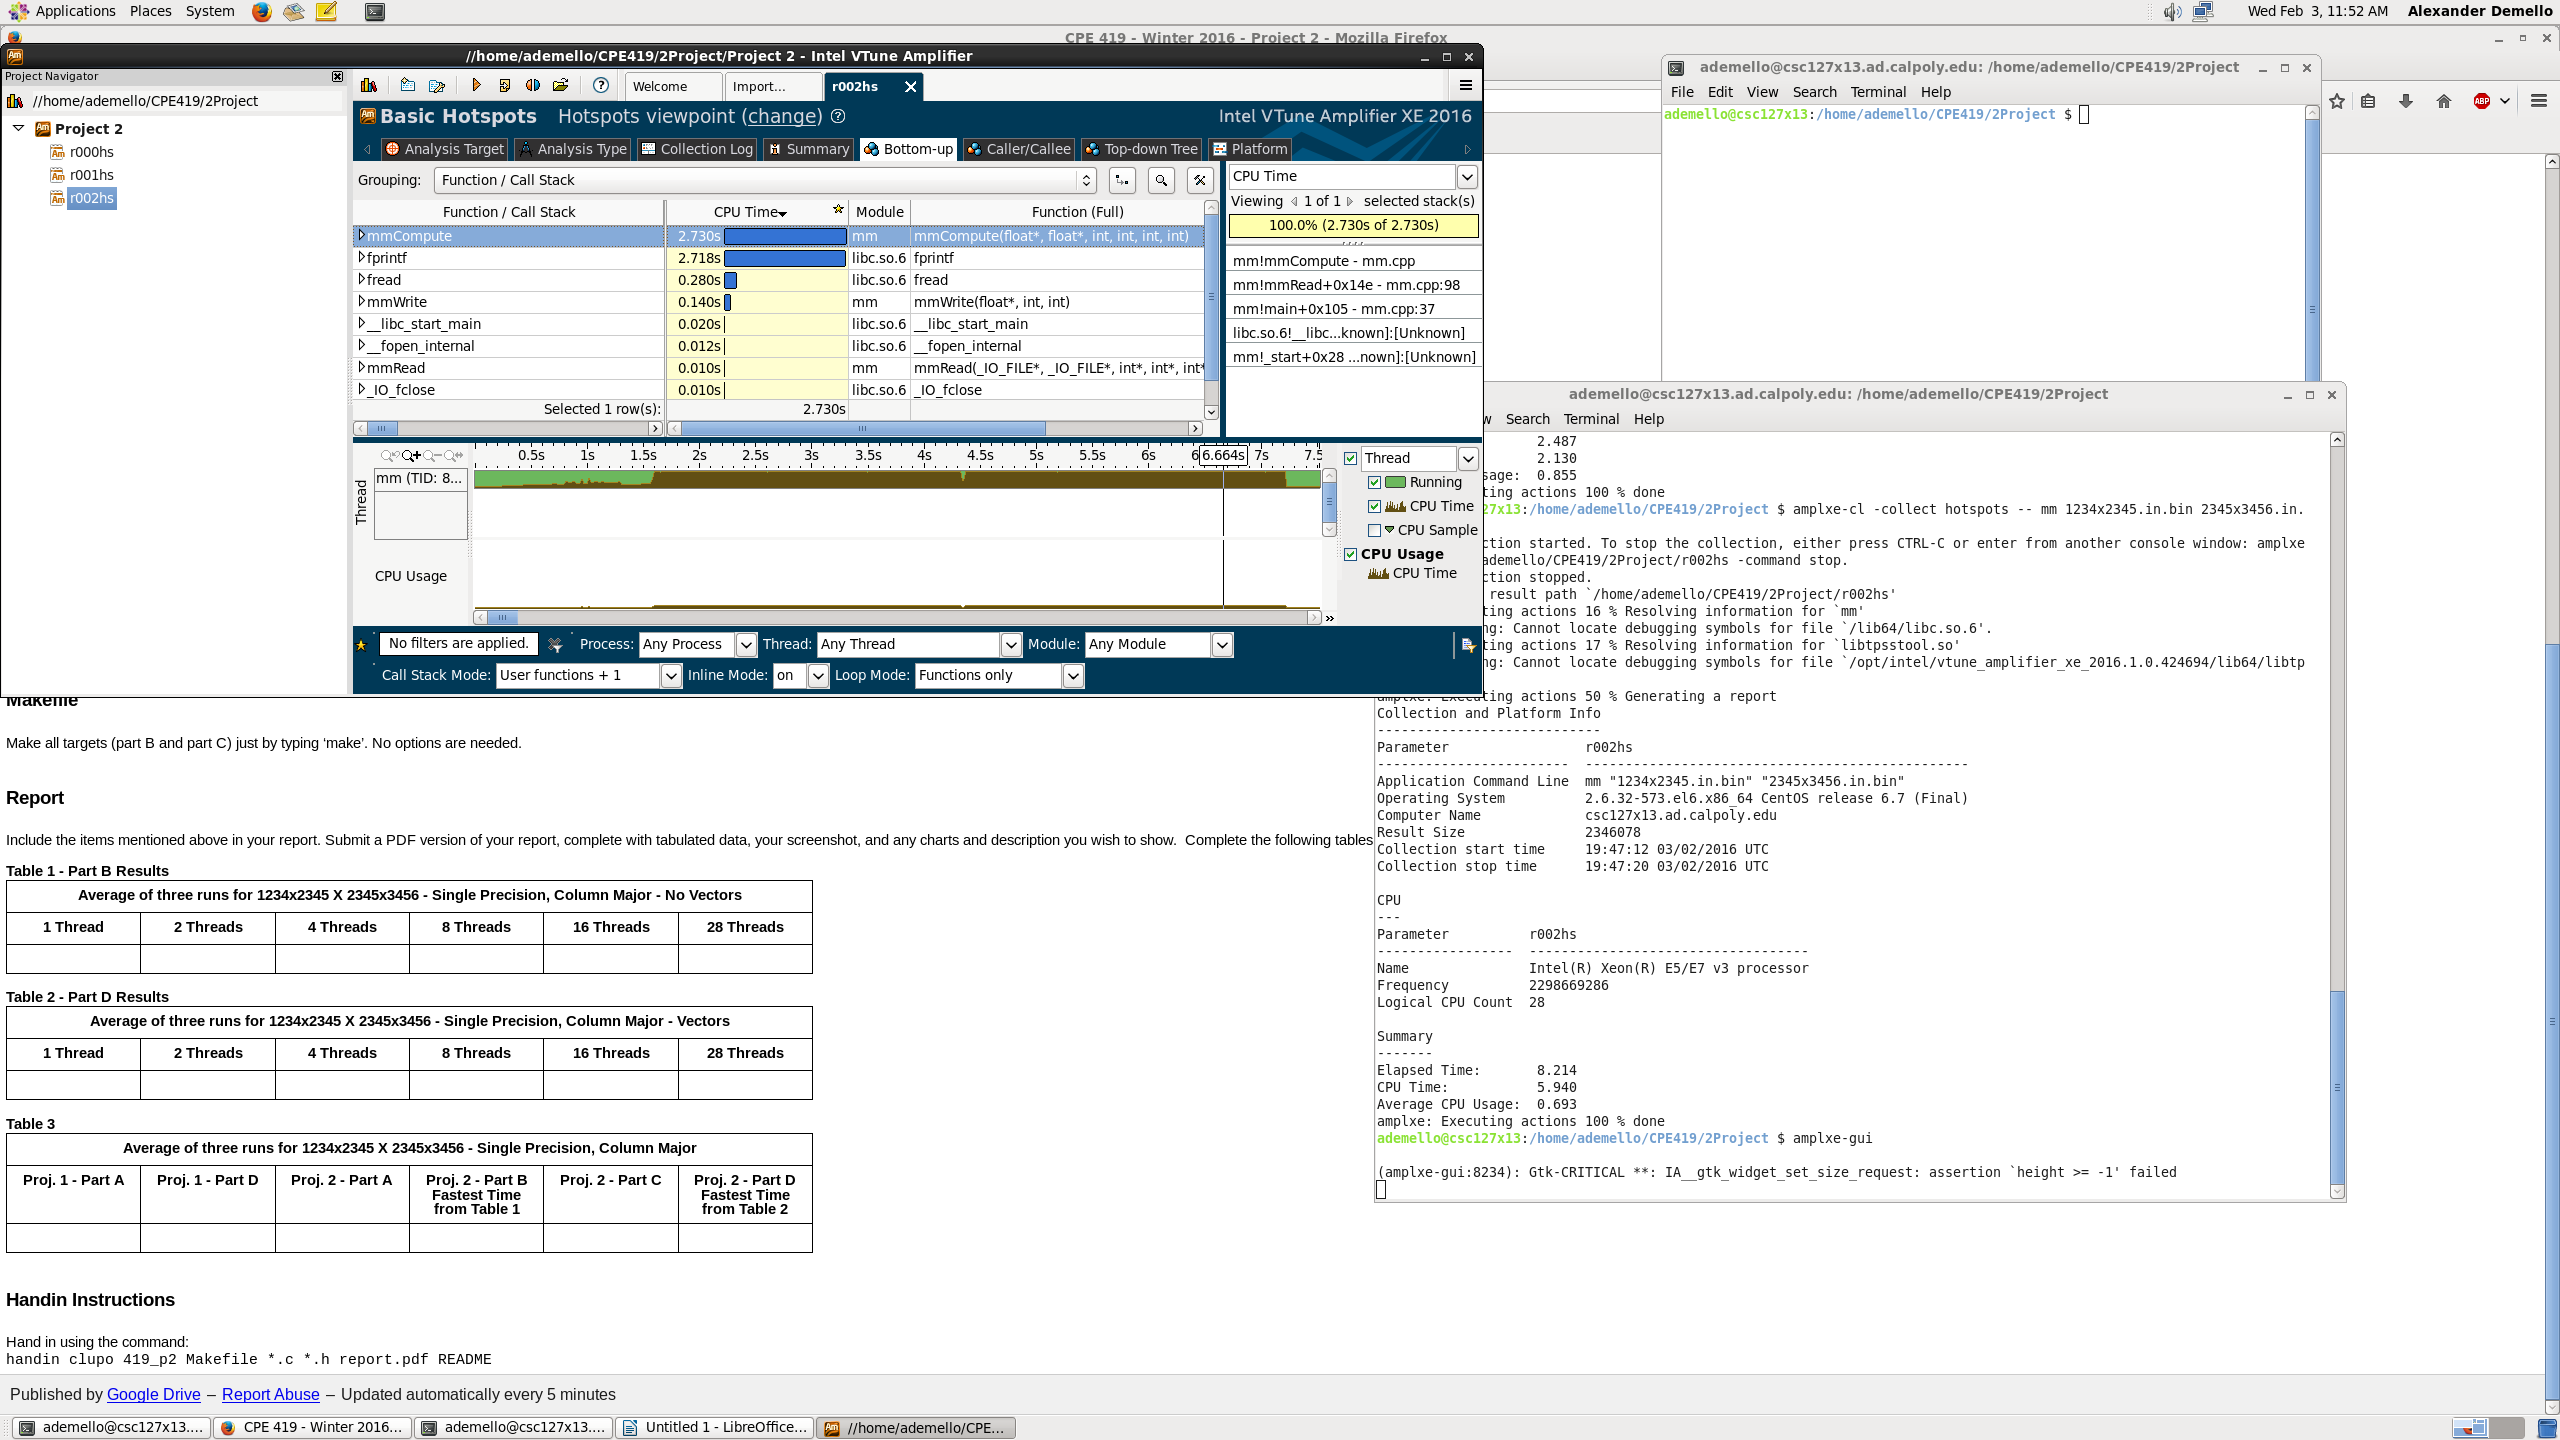 Applications Places System
Wed Feb 3, 11:52 AM Alexander Demello
CPE 419 - Winter 2016 - Project 2 - Mozilla Firefox
//home/ademello/CPE419/2Project/Project 2 - Intel VTune Amplifier
Project Navigator
//home/ademello/CPE419/2Project
Project 2
r000hs
r001hs
r002hs
Welcome
Import...
r002hs
Basic Hotspots Hotspots viewpoint (change)
Intel VTune Amplifier XE 2016
Analysis Target Analysis Type Collection Log Summary Bottom-up Caller/Callee Top-down Tree Platform
Grouping: Function / Call Stack
Function / Call Stack CPU Time Module Function (Full)
mmCompute 2.730s mm mmCompute(float*, float*, int, int, int, int)
fprintf 2.718s libc.so.6 fprintf
fread 0.280s libc.so.6 fread
mmWrite 0.140s mm mmWrite(float*, int, int)
__libc_start_main 0.020s libc.so.6 __libc_start_main
__fopen_internal 0.012s libc.so.6 __fopen_internal
mmRead 0.010s mm mmRead(_IO_FILE*, _IO_FILE*, int*, int*, int*
_IO_fclose 0.010s libc.so.6 _IO_fclose
Selected 1 row(s): 2.730s
CPU Time
Viewing 1 of 1 selected stack(s)
100.0% (2.730s of 2.730s)
mm!mmCompute - mm.cpp
mm!mmRead+0x14e - mm.cpp:98
mm!main+0x105 - mm.cpp:37
libc.so.6!__libc...known]:[Unknown]
mm!_start+0x28 ...nown]:[Unknown]
0.5s 1s 1.5s 2s 2.5s 3s 3.5s 4s 4.5s 5s 5.5s 6s 6 6.664s 7s 7.5
Thread
mm (TID: 8...
CPU Usage
Thread
Running
CPU Time
CPU Sample
CPU Usage
CPU Time
No filters are applied. Process: Any Process Thread: Any Thread Module: Any Module
Call Stack Mode: User functions + 1 Inline Mode: on Loop Mode: Functions only
ademello@csc127x13.ad.calpoly.edu: /home/ademello/CPE419/2Project
File Edit View Search Terminal Help
ademello@csc127x13:/home/ademello/CPE419/2Project $
ademello@csc127x13.ad.calpoly.edu: /home/ademello/CPE419/2Project
w Search Terminal Help
2.487
2.130
sage: 0.855
ting actions 100 % done
27x13:/home/ademello/CPE419/2Project $ amplxe-cl -collect hotspots -- mm 1234x2345.in.bin 2345x3456.in.
ction started. To stop the collection, either press CTRL-C or enter from another console window: amplxe
ademello/CPE419/2Project/r002hs -command stop.
ction stopped.
result path `/home/ademello/CPE419/2Project/r002hs'
ting actions 16 % Resolving information for `mm'
ng: Cannot locate debugging symbols for file `/lib64/libc.so.6'.
ting actions 17 % Resolving information for `libtpsstool.so'
ng: Cannot locate debugging symbols for file `/opt/intel/vtune_amplifier_xe_2016.1.0.424694/lib64/libtp
amplxe: Executing actions 50 % Generating a report
Collection and Platform Info
----------------------------
Parameter r002hs
------------------------ ------------------------------------------------
Application Command Line mm "1234x2345.in.bin" "2345x3456.in.bin"
Operating System 2.6.32-573.el6.x86_64 CentOS release 6.7 (Final)
Computer Name csc127x13.ad.calpoly.edu
Result Size 2346078
Collection start time 19:47:12 03/02/2016 UTC
Collection stop time 19:47:20 03/02/2016 UTC
CPU
---
Parameter r002hs
----------------- -----------------------------------
Name Intel(R) Xeon(R) E5/E7 v3 processor
Frequency 2298669286
Logical CPU Count 28
Summary
-------
Elapsed Time: 8.214
CPU Time: 5.940
Average CPU Usage: 0.693
amplxe: Executing actions 100 % done
ademello@csc127x13:/home/ademello/CPE419/2Project $ amplxe-gui
(amplxe-gui:8234): Gtk-CRITICAL **: IA__gtk_widget_set_size_request: assertion `height >= -1' failed
Makefile
Make all targets (part B and part C) just by typing ‘make’. No options are needed.
Report
Include the items mentioned above in your report. Submit a PDF version of your report, complete with tabulated data, your screenshot, and any charts and description you wish to show. Complete the following tables
Table 1 - Part B Results
Average of three runs for 1234x2345 X 2345x3456 - Single Precision, Column Major - No Vectors
1 Thread 2 Threads 4 Threads 8 Threads 16 Threads 28 Threads
Table 2 - Part D Results
Average of three runs for 1234x2345 X 2345x3456 - Single Precision, Column Major - Vectors
1 Thread 2 Threads 4 Threads 8 Threads 16 Threads 28 Threads
Table 3
Average of three runs for 1234x2345 X 2345x3456 - Single Precision, Column Major
Proj. 1 - Part A Proj. 1 - Part D Proj. 2 - Part A Proj. 2 - Part B Fastest Time from Table 1 Proj. 2 - Part C Proj. 2 - Part D Fastest Time from Table 2
Handin Instructions
Hand in using the command:
handin clupo 419_p2 Makefile *.c *.h report.pdf README
Published by Google Drive – Report Abuse – Updated automatically every 5 minutes
ademello@csc127x13.... CPE 419 - Winter 2016... ademello@csc127x13.... Untitled 1 - LibreOffice... //home/ademello/CPE...